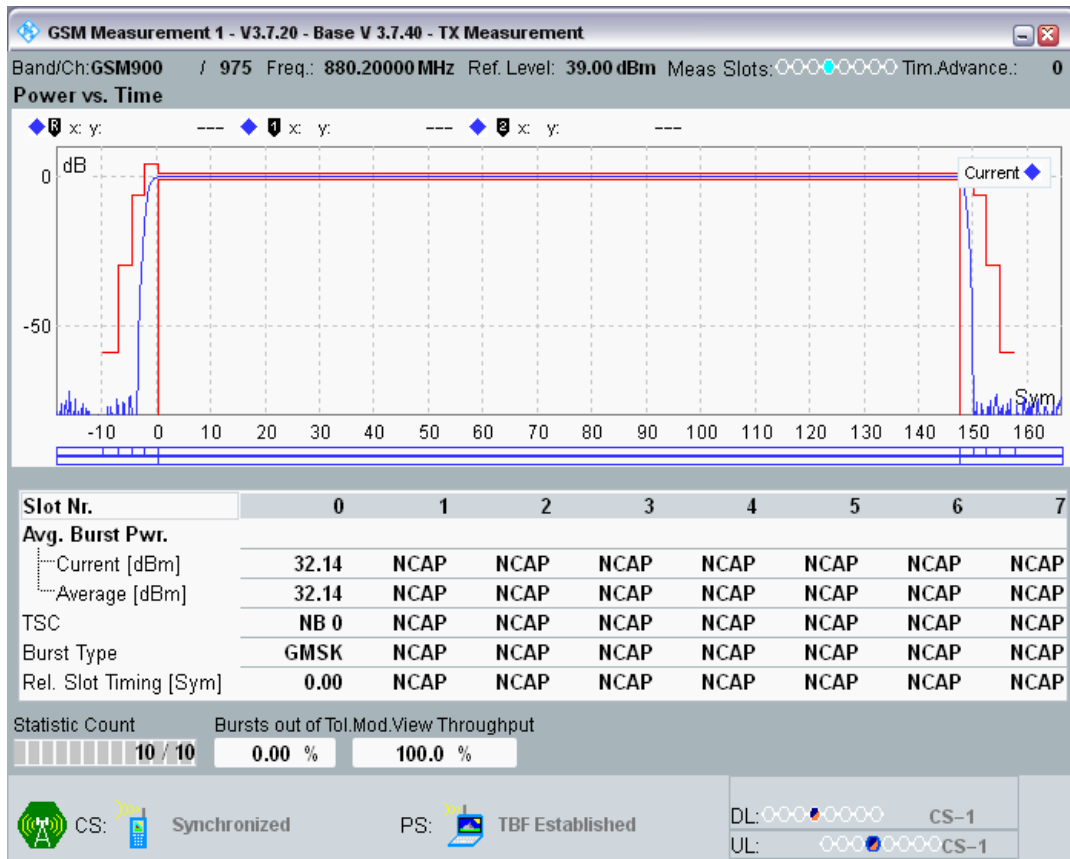 GSM Measurement 1 - V3.7.20 - Base V 3.7.40 - TX Measurement
Band/Ch:GSM900 / 975 Freq.: 880.20000 MHz Ref. Level: 39.00 dBm Meas Slots: Tim.Advance.: 0
Power vs. Time
R x: y: --- 1 x: y: --- 2 x: y: ---
dB
Current
0
-50
Sym
-10 0 10 20 30 40 50 60 70 80 90 100 110 120 130 140 150 160
Slot Nr. 0 1 2 3 4 5 6 7
Avg. Burst Pwr.
Current [dBm] 32.14 NCAP NCAP NCAP NCAP NCAP NCAP NCAP
Average [dBm] 32.14 NCAP NCAP NCAP NCAP NCAP NCAP NCAP
TSC NB 0 NCAP NCAP NCAP NCAP NCAP NCAP NCAP
Burst Type GMSK NCAP NCAP NCAP NCAP NCAP NCAP NCAP
Rel. Slot Timing [Sym] 0.00 NCAP NCAP NCAP NCAP NCAP NCAP NCAP
Statistic Count Bursts out of Tol.Mod.View Throughput
10 / 10 0.00 % 100.0 %
CS: Synchronized PS: TBF Established DL: CS-1
UL: CS-1